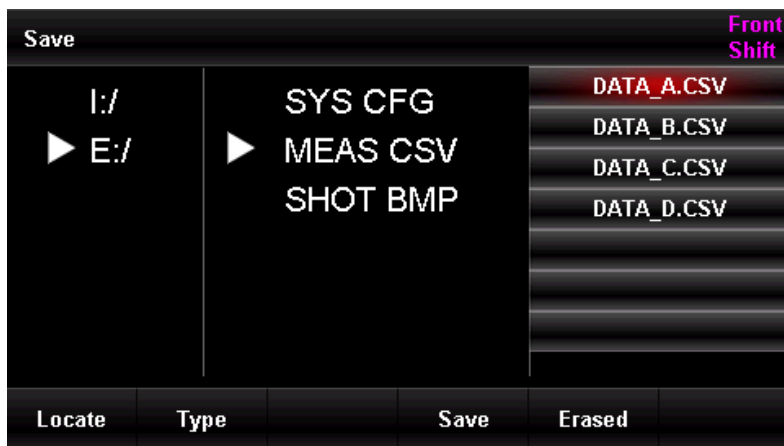 Save
Front
Shift
I:/
E:/
SYS CFG
MEAS CSV
SHOT BMP
DATA_A.CSV
DATA_B.CSV
DATA_C.CSV
DATA_D.CSV
Locate Type Save Erased